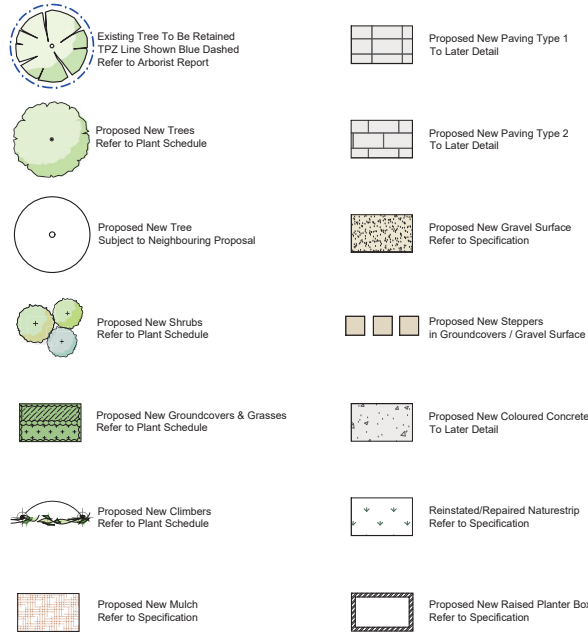 Existing Tree To Be Retained
TPZ Line Shown Blue Dashed
Refer to Arborist Report
Proposed New Trees
Refer to Plant Schedule
Proposed New Tree
Subject to Neighbouring Proposal
Proposed New Shrubs
Refer to Plant Schedule
Proposed New Groundcovers & Grasses
Refer to Plant Schedule
Proposed New Climbers
Refer to Plant Schedule
Proposed New Mulch
Refer to Specification
Proposed New Paving Type 1
To Later Detail
Proposed New Paving Type 2
To Later Detail
Proposed New Gravel Surface
Refer to Specification
Proposed New Steppers
in Groundcovers / Gravel Surface
Proposed New Coloured Concrete
To Later Detail
Reinstated/Repaired Naturestrip
Refer to Specification
Proposed New Raised Planter Box
Refer to Specification